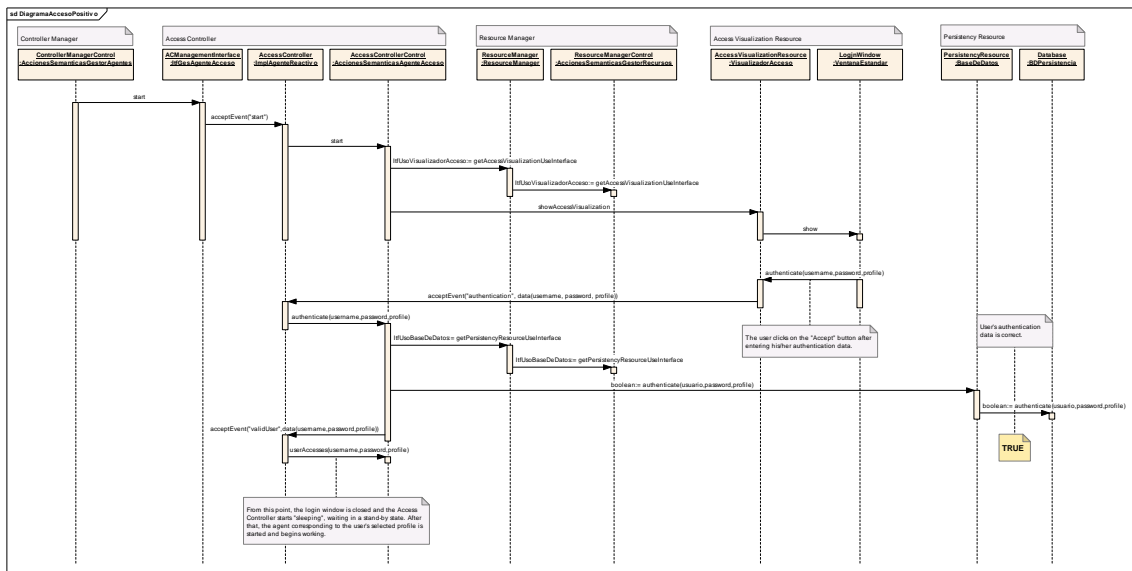 sd DiagramaAccesoPositivo
Controller Manager
Access Controller
Resource Manager
Access Visualization Resource
Persistency Resource
ControllerManagerControl
:AccionesSemanticasGestorAgentes
ACManagementInterface
:ItfGesAgenteAcceso
AccessController
:ImplAgenteReactivo
AccessControllerControl
:AccionesSemanticasAgenteAcceso
ResourceManager
:ResourceManager
ResourceManagerControl
:AccionesSemanticasGestorRecursos
AccessVisualizationResource
:VisualizadorAcceso
LoginWindow
:VentanaEstandar
PersistencyResource
:BaseDeDatos
Database
:BDPersistencia
start
acceptEvent("start")
start
ItfUsoVisualizadorAcceso:= getAccessVisualizationUseInterface
ItfUsoVisualizadorAcceso:= getAccessVisualizationUseInterface
showAccessVisualization
show
authenticate(username,password,profile)
acceptEvent("authentication", data(username, password, profile))
authenticate(username,password,profile)
The user clicks on the "Accept" button after
entering his/her authentication data.
User's authentication
data is correct.
ItfUsoBaseDeDatos:= getPersistencyResourceUseInterface
ItfUsoBaseDeDatos:= getPersistencyResourceUseInterface
boolean:= authenticate(usuario,password,profile)
boolean:= authenticate(usuario,password,profile)
acceptEvent("validUser",data(username,password,profile))
userAccesses(username,password,profile)
TRUE
From this point, the login window is closed and the Access
Controller starts "sleeping", waiting in a stand-by state. After
that, the agent corresponding to the user's selected profile is
started and begins working.